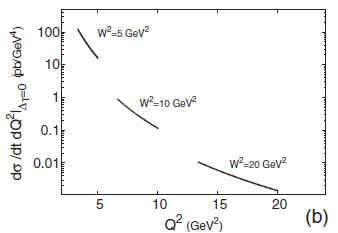 dσ /dt dQ²|ΔT=0 (pb/GeV⁴)
100
10
1
0.1
0.01
W²=5 GeV²
W²=10 GeV²
W²=20 GeV²
5 10 15 20
Q² (GeV²)
(b)